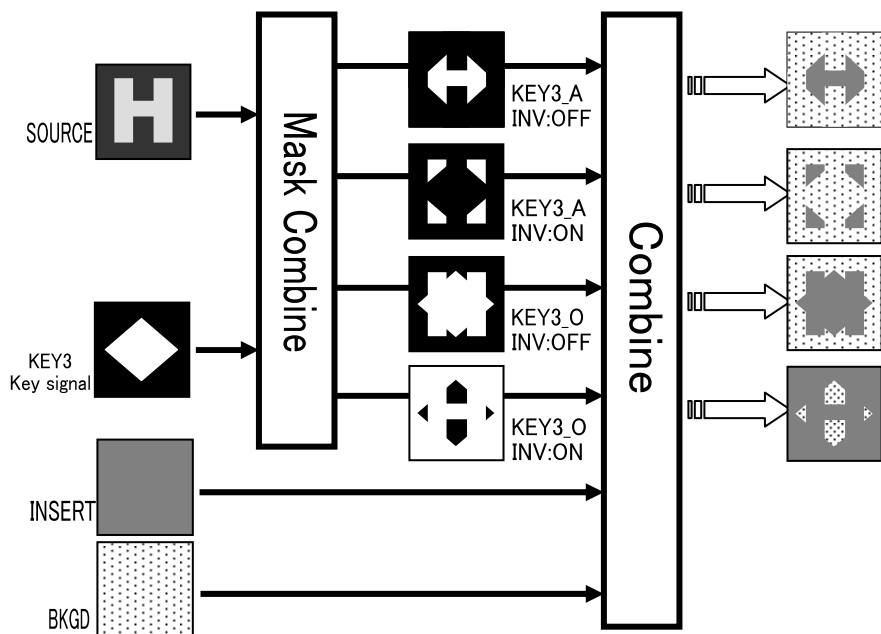 SOURCE
KEY3
Key signal
INSERT
BKGD
Mask Combine
KEY3_A
INV:OFF
KEY3_A
INV:ON
KEY3_O
INV:OFF
KEY3_O
INV:ON
Combine